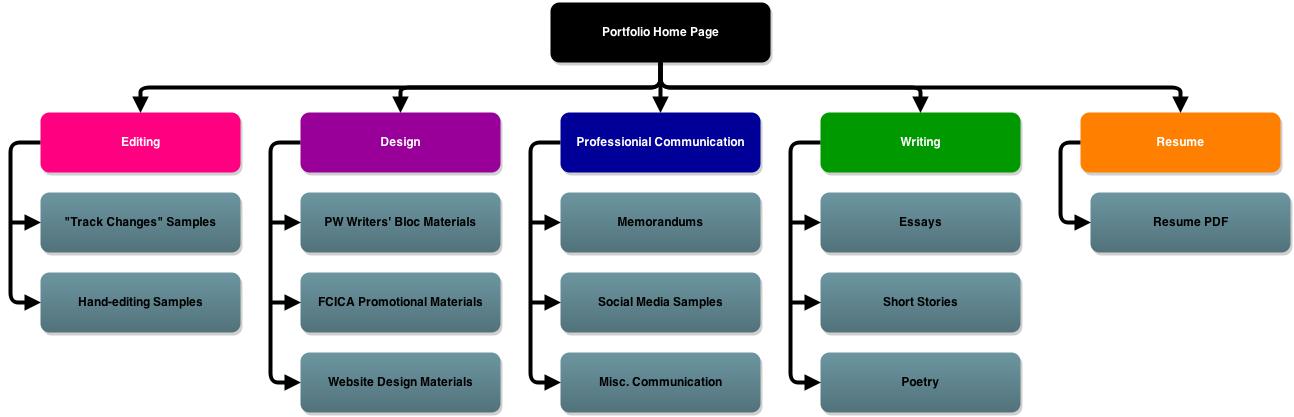 Portfolio Home Page
Editing
Design
Professionial Communication
Writing
Resume
"Track Changes" Samples
PW Writers' Bloc Materials
Memorandums
Essays
Resume PDF
Hand-editing Samples
FCICA Promotional Materials
Social Media Samples
Short Stories
Website Design Materials
Misc. Communication
Poetry